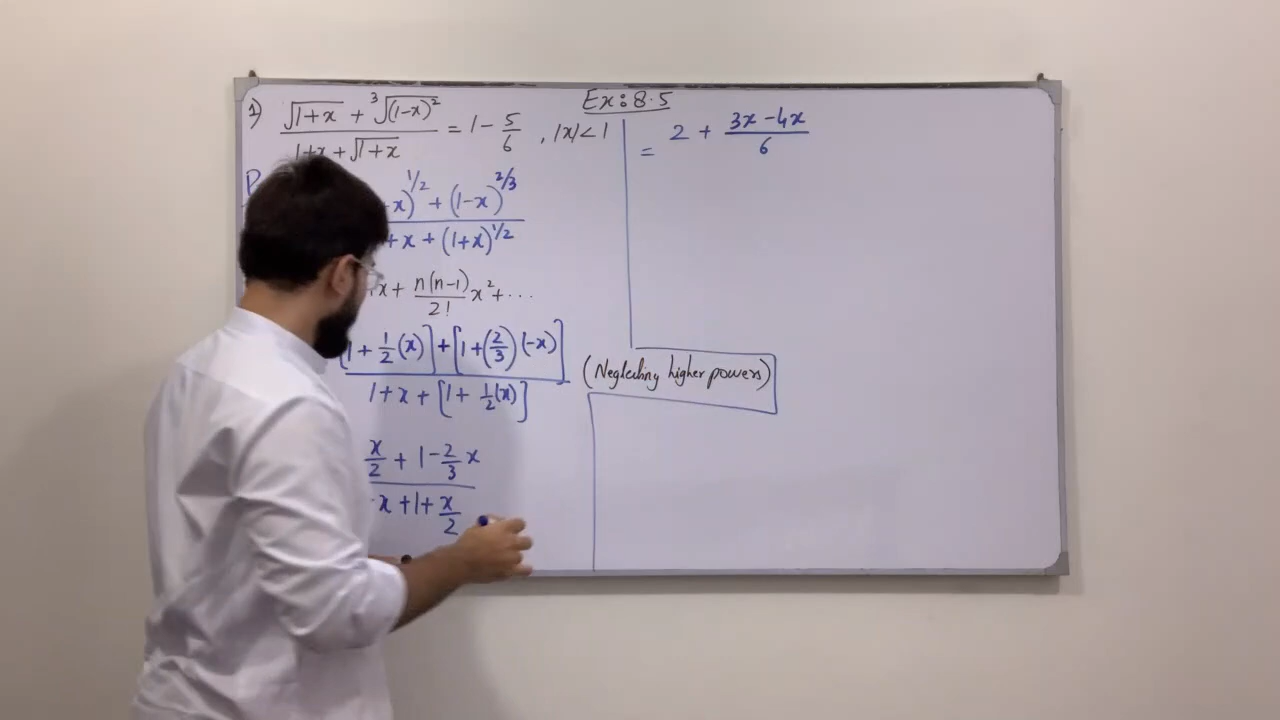 Ex: 8.5
1) (√(1+x) + ³√((1-x)²)) / (1+x + √(1+x)) = 1 - 5/6 , |x| < 1
x)^(1/2) + (1-x)^(2/3)
+ x + (1+x)^(1/2)
x + n(n-1)/2! x² + ...
[1 + 1/2 (x)] + [1 + (2/3) (-x)]
1 + x + [1 + 1/2 (x)]
x/2 + 1 - 2/3 x
x + 1 + x/2
= 2 + (3x - 4x)/6
(Neglecting higher powers)